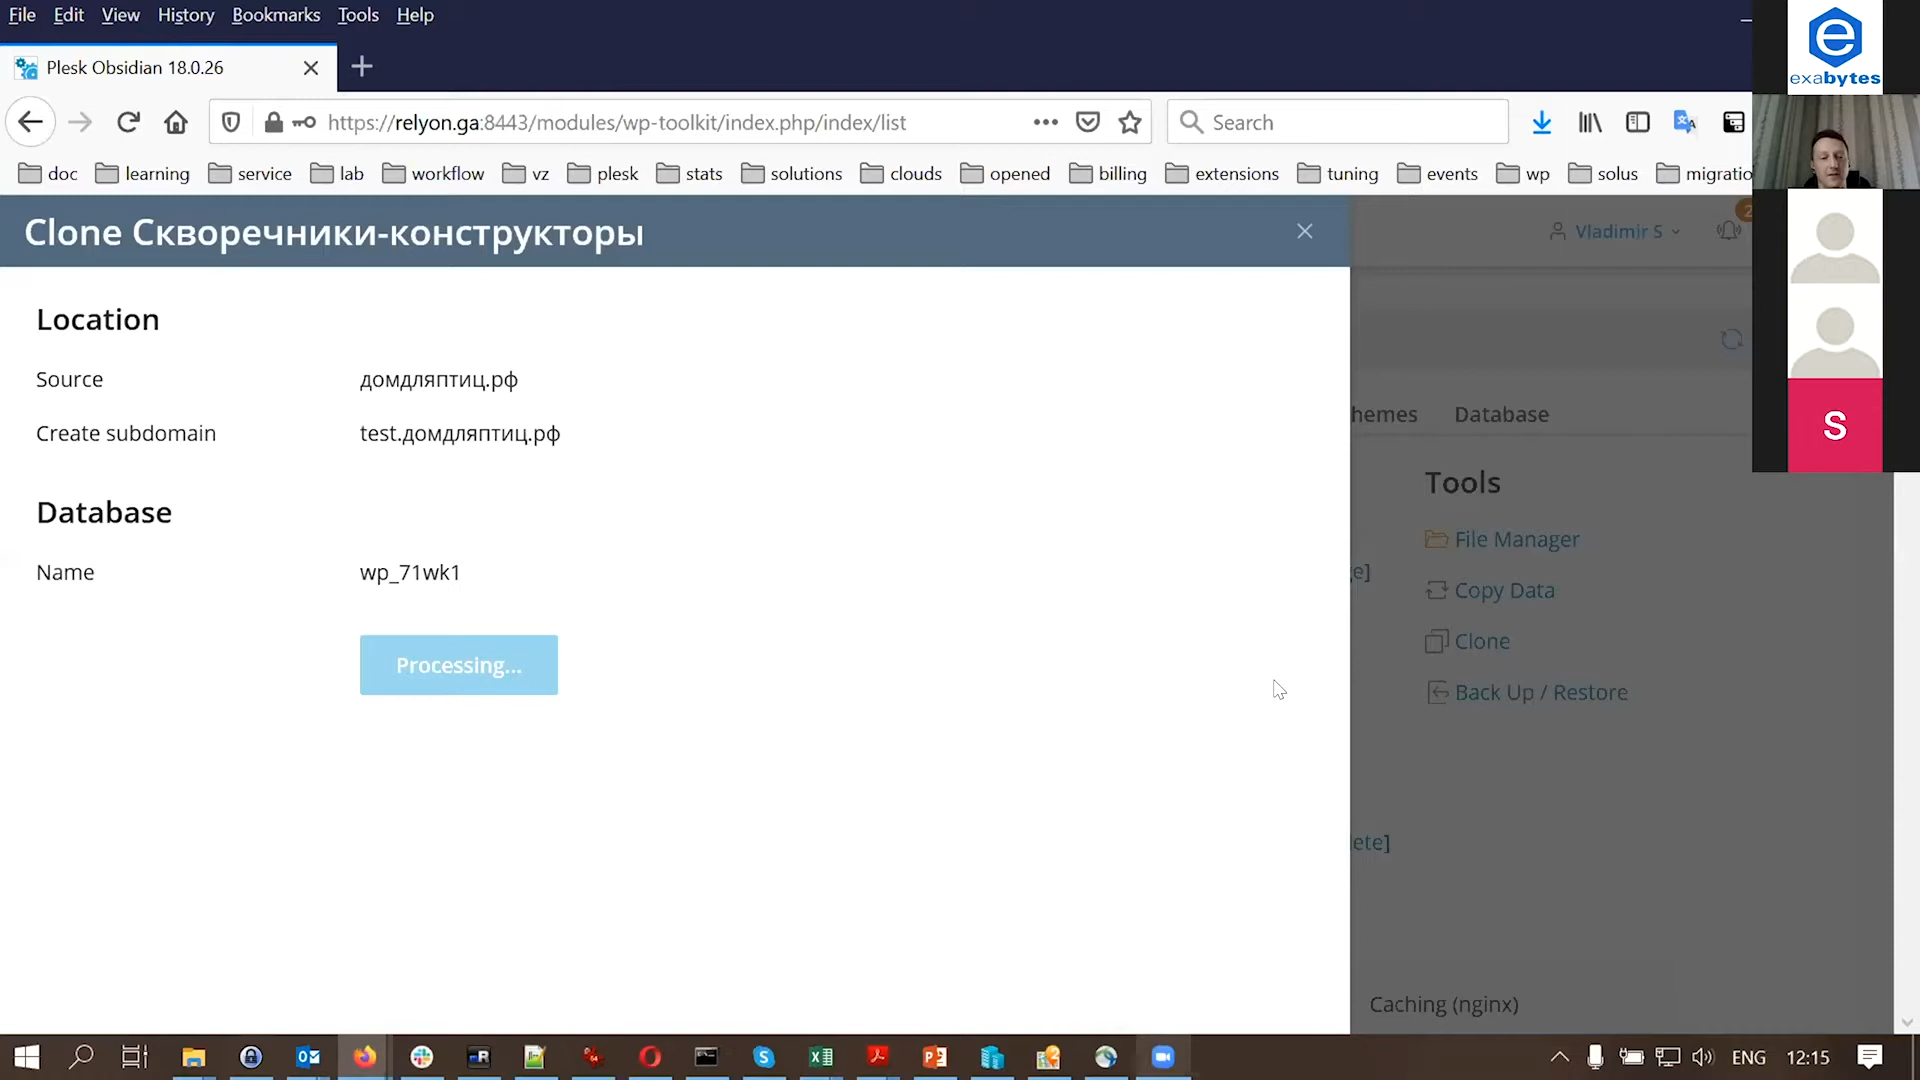 File Edit View History Bookmarks Tools Help
Plesk Obsidian 18.0.26
https://relyon.ga:8443/modules/wp-toolkit/index.php/index/list
Search
doc learning service lab workflow vz plesk stats solutions clouds opened billing extensions tuning events wp solus migratio
e
exabytes
Clone Скворечники-конструкторы
Vladimir S
2
Location
Source домдляптиц.рф
Create subdomain test.домдляптиц.рф
hemes Database
S
Tools
Database
File Manager
Name wp_71wk1
e]
Copy Data
Clone
Processing...
Back Up / Restore
ete]
Caching (nginx)
ENG 12:15